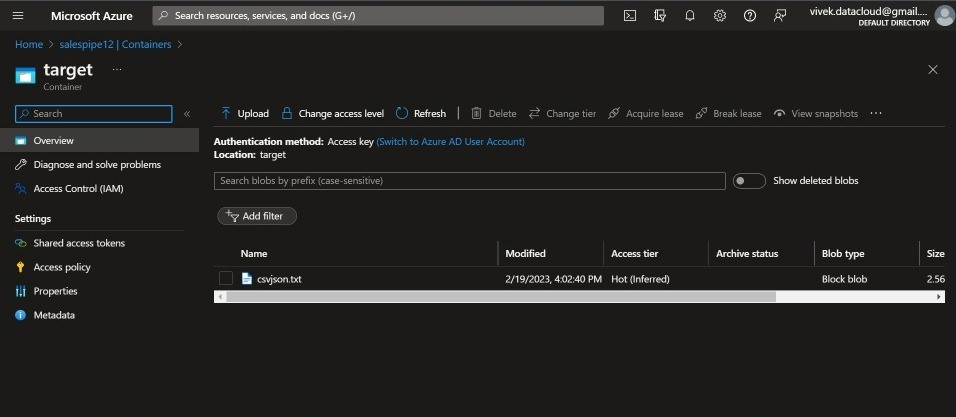 Microsoft Azure
Search resources, services, and docs (G+/)
vivek.datacloud@gmail....
DEFAULT DIRECTORY
Home > salespipe12 | Containers >
target ...
Container
Search
Overview
Diagnose and solve problems
Access Control (IAM)
Settings
Shared access tokens
Access policy
Properties
Metadata
Upload Change access level Refresh Delete Change tier Acquire lease Break lease View snapshots ...
Authentication method: Access key (Switch to Azure AD User Account)
Location: target
Search blobs by prefix (case-sensitive)
Show deleted blobs
Add filter
Name Modified Access tier Archive status Blob type Size
csvjson.txt 2/19/2023, 4:02:40 PM Hot (Inferred) Block blob 2.56